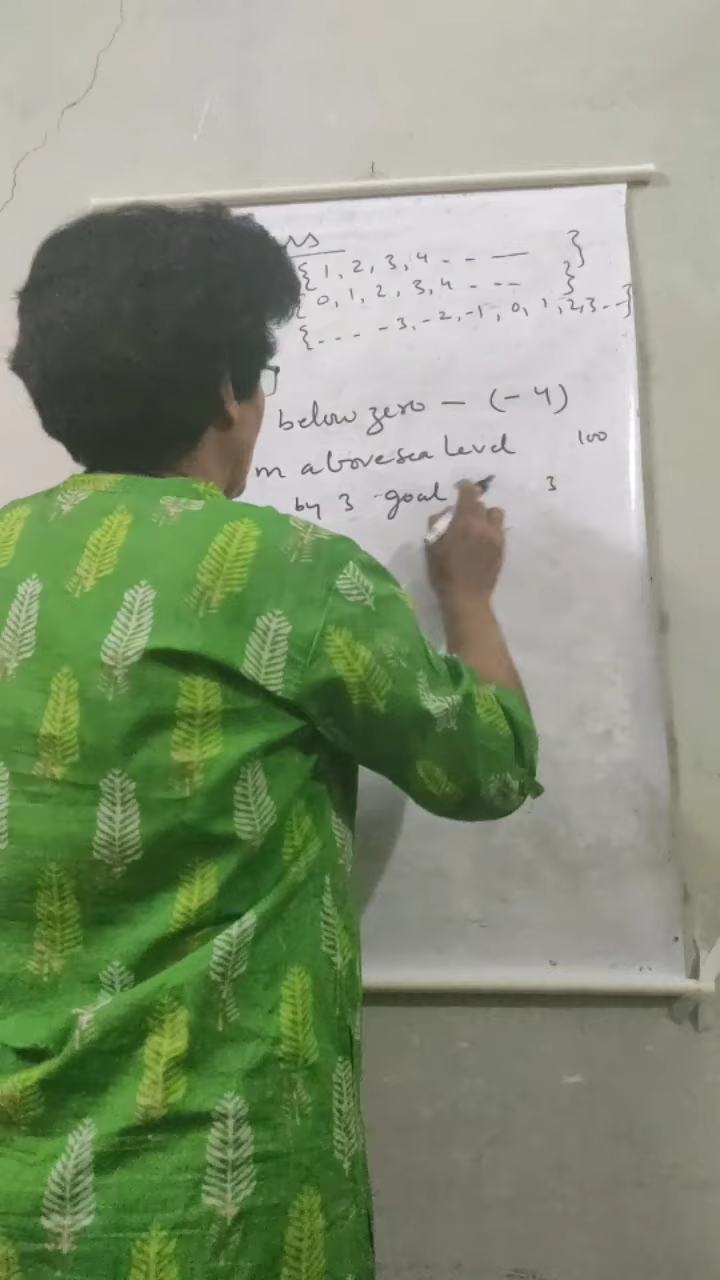 { 1, 2, 3, 4 - - — }
{ 0, 1, 2, 3, 4 - -- }
{ - - - -3, -2, -1, 0, 1, 2, 3 -- }
below zero — (-4)
m above sea level 100
by 3 goal 3